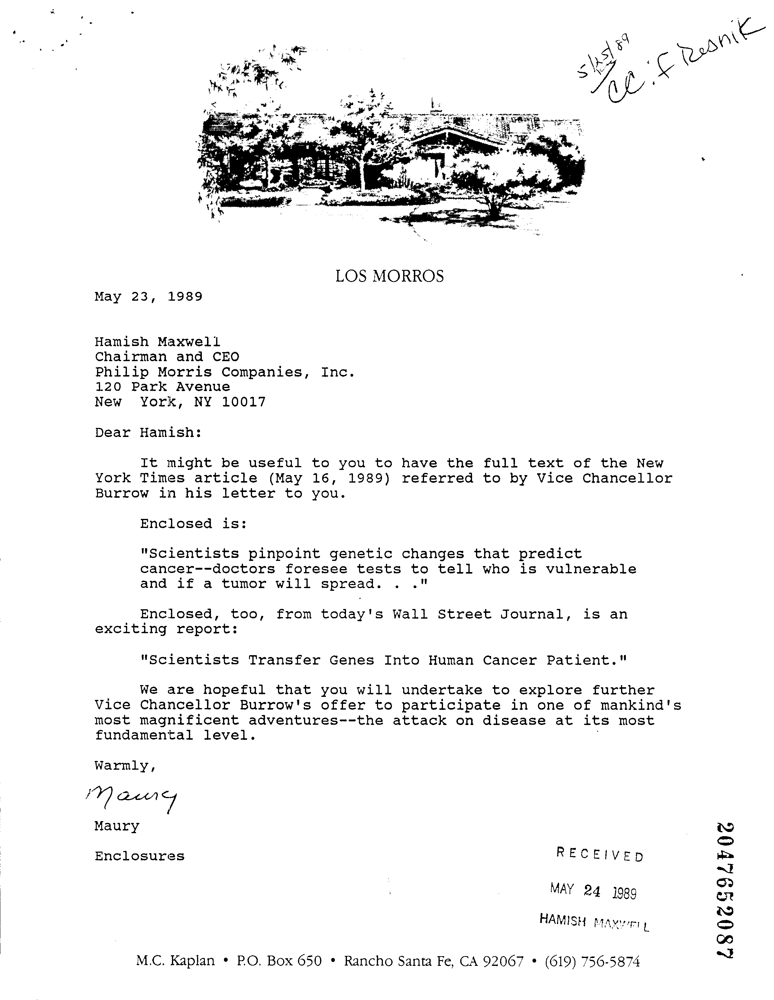 5/25/89
cc: F Resnik
LOS MORROS
May 23, 1989
Hamish Maxwell
Chairman and CEO
Philip Morris Companies, Inc.
120 Park Avenue
New York, NY 10017
Dear Hamish:
It might be useful to you to have the full text of the New
York Times article (May 16, 1989) referred to by Vice Chancellor
Burrow in his letter to you.
Enclosed is:
"Scientists pinpoint genetic changes that predict
cancer--doctors foresee tests to tell who is vulnerable
and if a tumor will spread. . ."
Enclosed, too, from today's Wall Street Journal, is an
exciting report:
"Scientists Transfer Genes Into Human Cancer Patient."
We are hopeful that you will undertake to explore further
Vice Chancellor Burrow's offer to participate in one of mankind's
most magnificent adventures--the attack on disease at its most
fundamental level.
Warmly,
Maury
Maury
Enclosures
RECEIVED
MAY 24 1989
HAMISH MAXWELL
2047652087
M.C. Kaplan • P.O. Box 650 • Rancho Santa Fe, CA 92067 • (619) 756-5874